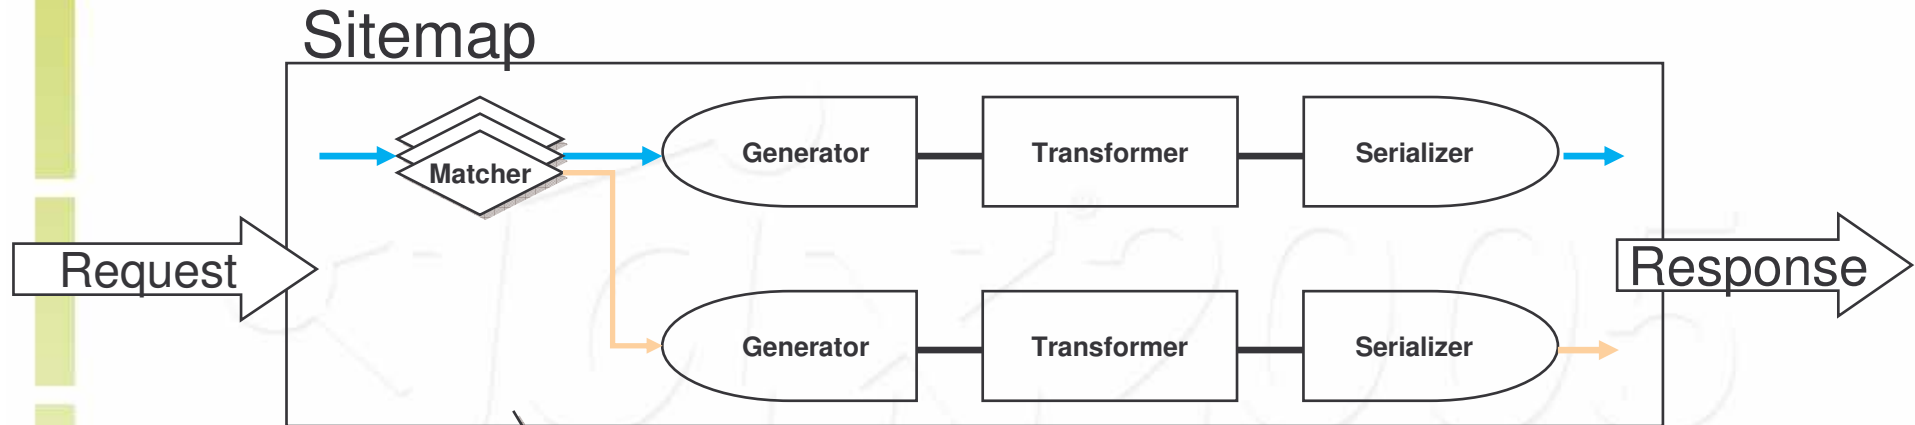 Sitemap
Generator Transformer Serializer
Matcher
Request
Response
Generator Transformer Serializer